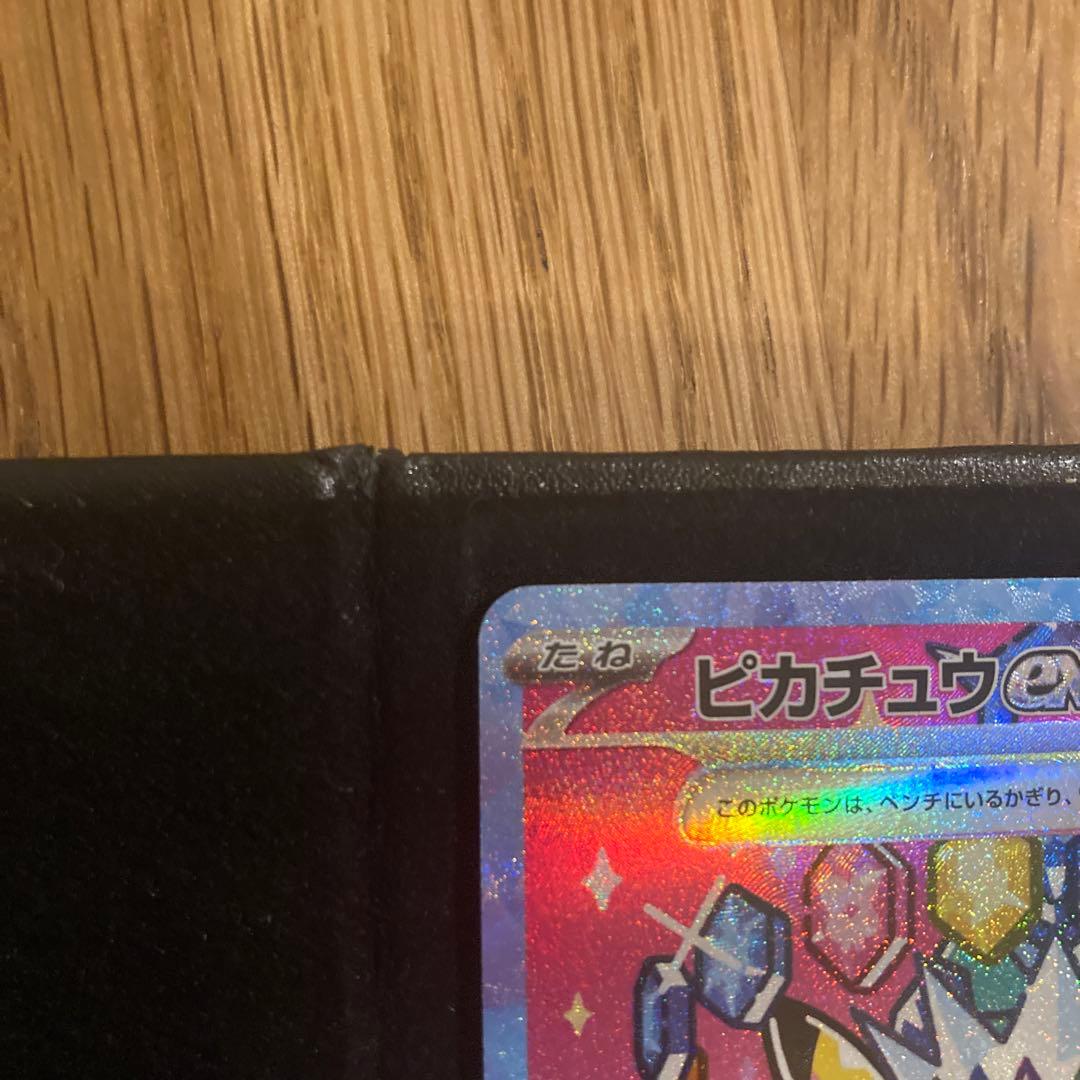 たね
ピカチュウex
このポケモンは、ベンチにいるかぎり、